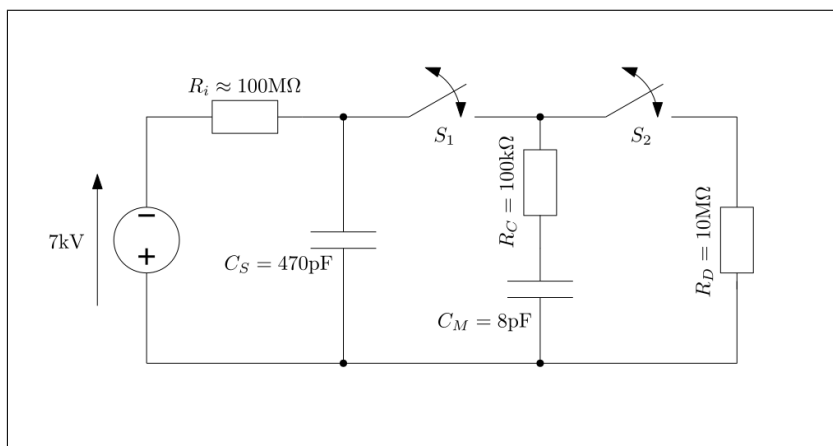 R_i ≈ 100MΩ
S_1
S_2
R_C = 100kΩ
7kV
−
+
C_S = 470pF
R_D = 10MΩ
C_M = 8pF